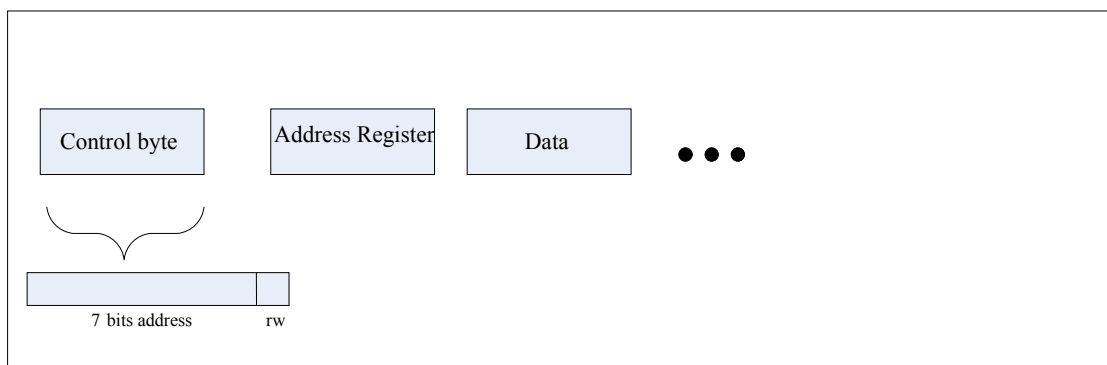 Control byte
Address Register
Data
7 bits address
rw